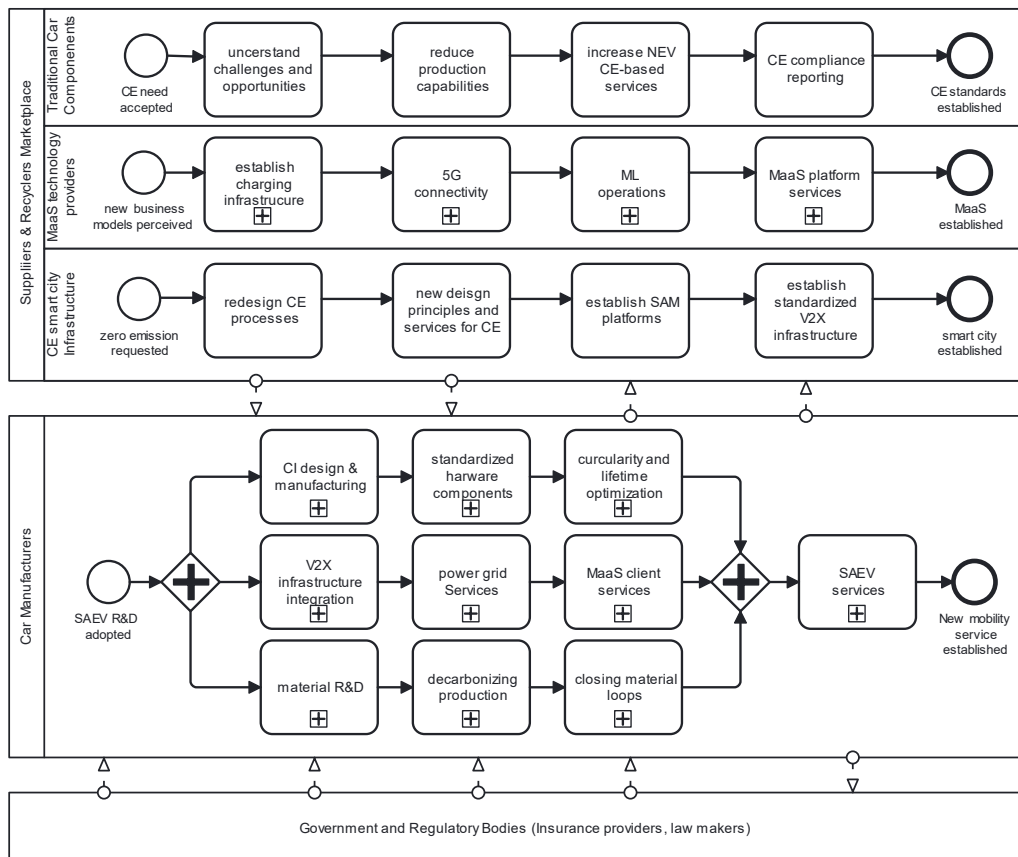 Suppliiers & Recyclers Marketplace
Traditional Car
Componenents
CE need
accepted
uncerstand
challenges and
opportunities
reduce
production
capabilities
increase NEV
CE-based
services
CE compliance
reporting
CE standards
established
MaaS technology
providers
new business
models perceived
establish
charging
infrastrucure
5G
connectivity
ML
operations
MaaS platform
services
MaaS
established
CE smart city
Infrastructure
zero emission
requested
redesign CE
processes
new deisgn
principles and
services for CE
establish SAM
platforms
establish
standardized
V2X
infrastructure
smart city
established
Car Manufacturers
SAEV R&D
adopted
CI design &
manufacturing
standardized
harware
components
curcularity and
lifetime
optimization
V2X
infrastructure
integration
power grid
Services
MaaS client
services
SAEV
services
New mobility
service
established
material R&D
decarbonizing
production
closing material
loops
Government and Regulatory Bodies (Insurance providers, law makers)